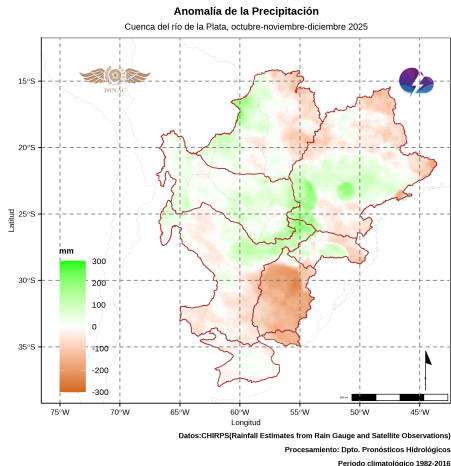 Anomalía de la Precipitación
Cuenca del río de la Plata, octubre-noviembre-diciembre 2025
DINAC
15°S
20°S
25°S
30°S
35°S
Latitud
mm
300
200
100
0
-100
-200
-300
75°W
70°W
65°W
60°W
55°W
50°W
45°W
Longitud
Datos:CHIRPS(Rainfall Estimates from Rain Gauge and Satellite Observations)
Procesamiento: Dpto. Pronósticos Hidrológicos
Periodo climatológico 1982-2016